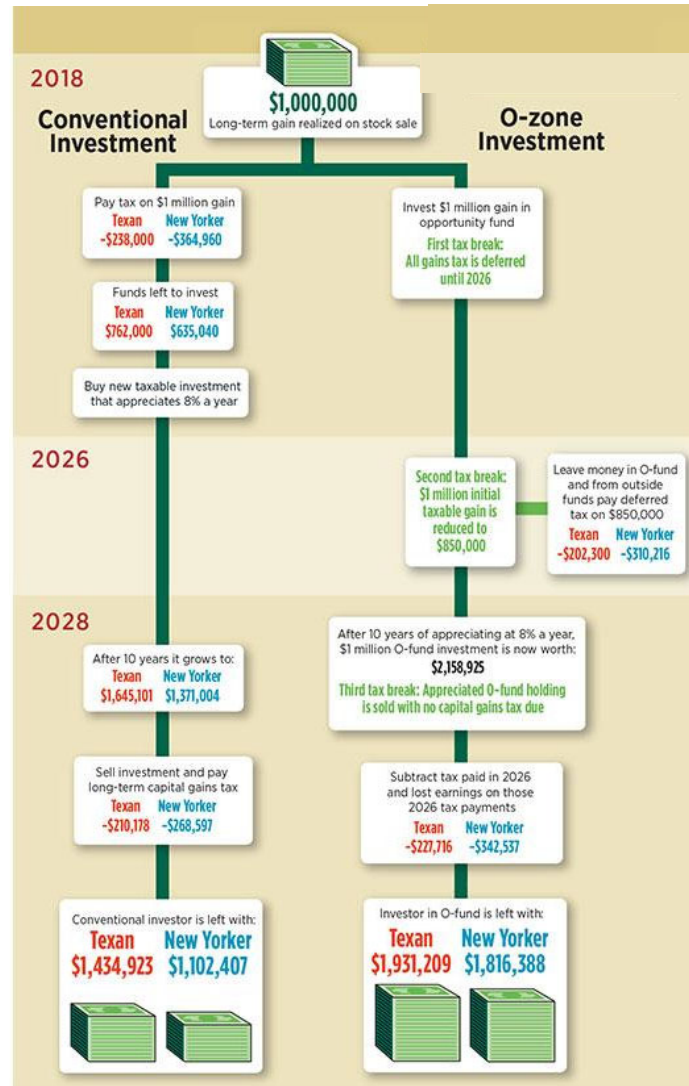 2018
$1,000,000
Long-term gain realized on stock sale
Conventional
Investment
O-zone
Investment
Pay tax on $1 million gain
Texan New Yorker
-$238,000 -$364,960
Funds left to invest
Texan New Yorker
$762,000 $635,040
Buy new taxable investment
that appreciates 8% a year
Invest $1 million gain in
opportunity fund
First tax break:
All gains tax is deferred
until 2026
2026
Second tax break:
$1 million initial
taxable gain is
reduced to
$850,000
Leave money in O-fund
and from outside
funds pay deferred
tax on $850,000
Texan New Yorker
-$202,300 -$310,216
2028
After 10 years it grows to:
Texan New Yorker
$1,645,101 $1,371,004
Sell investment and pay
long-term capital gains tax
Texan New Yorker
-$210,178 -$268,597
Conventional investor is left with:
Texan New Yorker
$1,434,923 $1,102,407
After 10 years of appreciating at 8% a year,
$1 million O-fund investment is now worth:
$2,158,925
Third tax break: Appreciated O-fund holding
is sold with no capital gains tax due
Subtract tax paid in 2026
and lost earnings on those
2026 tax payments
Texan New Yorker
-$227,716 -$342,537
Investor in O-fund is left with:
Texan New Yorker
$1,931,209 $1,816,388